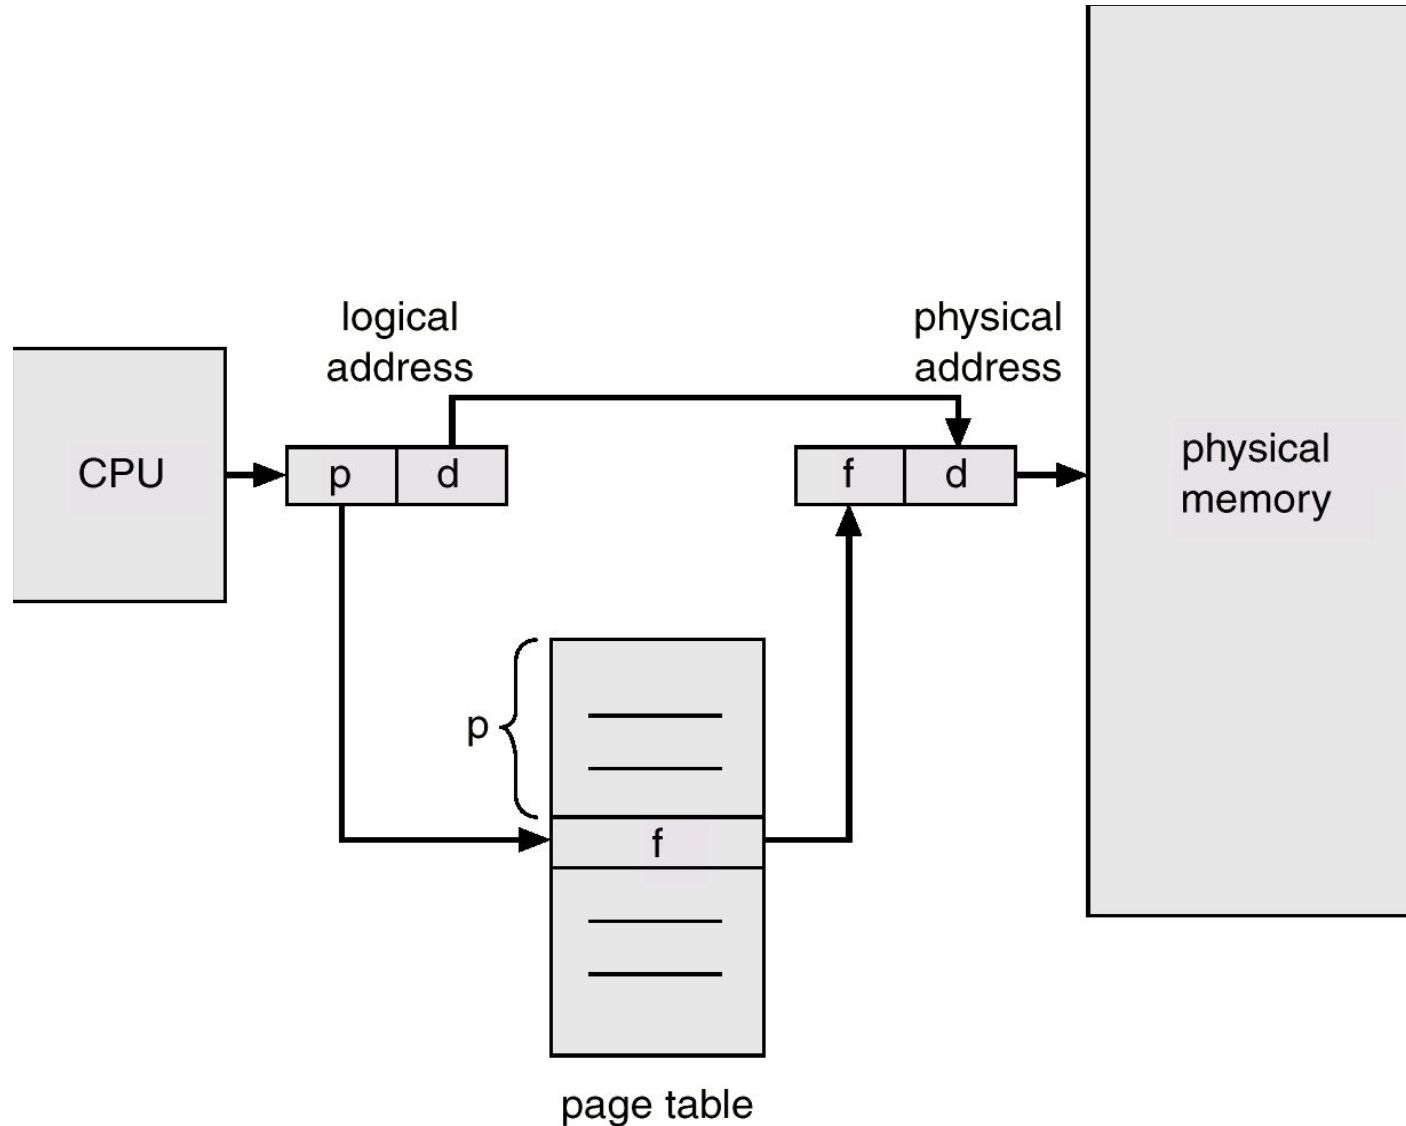 logical
address
physical
address
CPU
p
d
f
d
physical
memory
p
f
page table